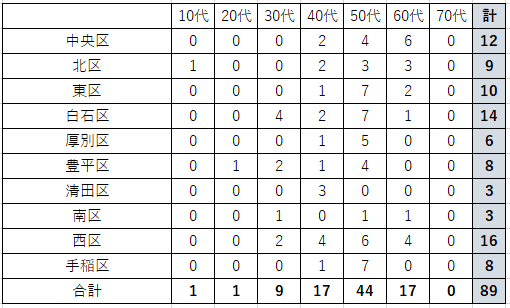 10代 20代 30代 40代 50代 60代 70代 計
中央区 0 0 0 2 4 6 0 12
北区 1 0 0 2 3 3 0 9
東区 0 0 0 1 7 2 0 10
白石区 0 0 4 2 7 1 0 14
厚別区 0 0 0 1 5 0 0 6
豊平区 0 1 2 1 4 0 0 8
清田区 0 0 0 3 0 0 0 3
南区 0 0 1 0 1 1 0 3
西区 0 0 2 4 6 4 0 16
手稲区 0 0 0 1 7 0 0 8
合計 1 1 9 17 44 17 0 89